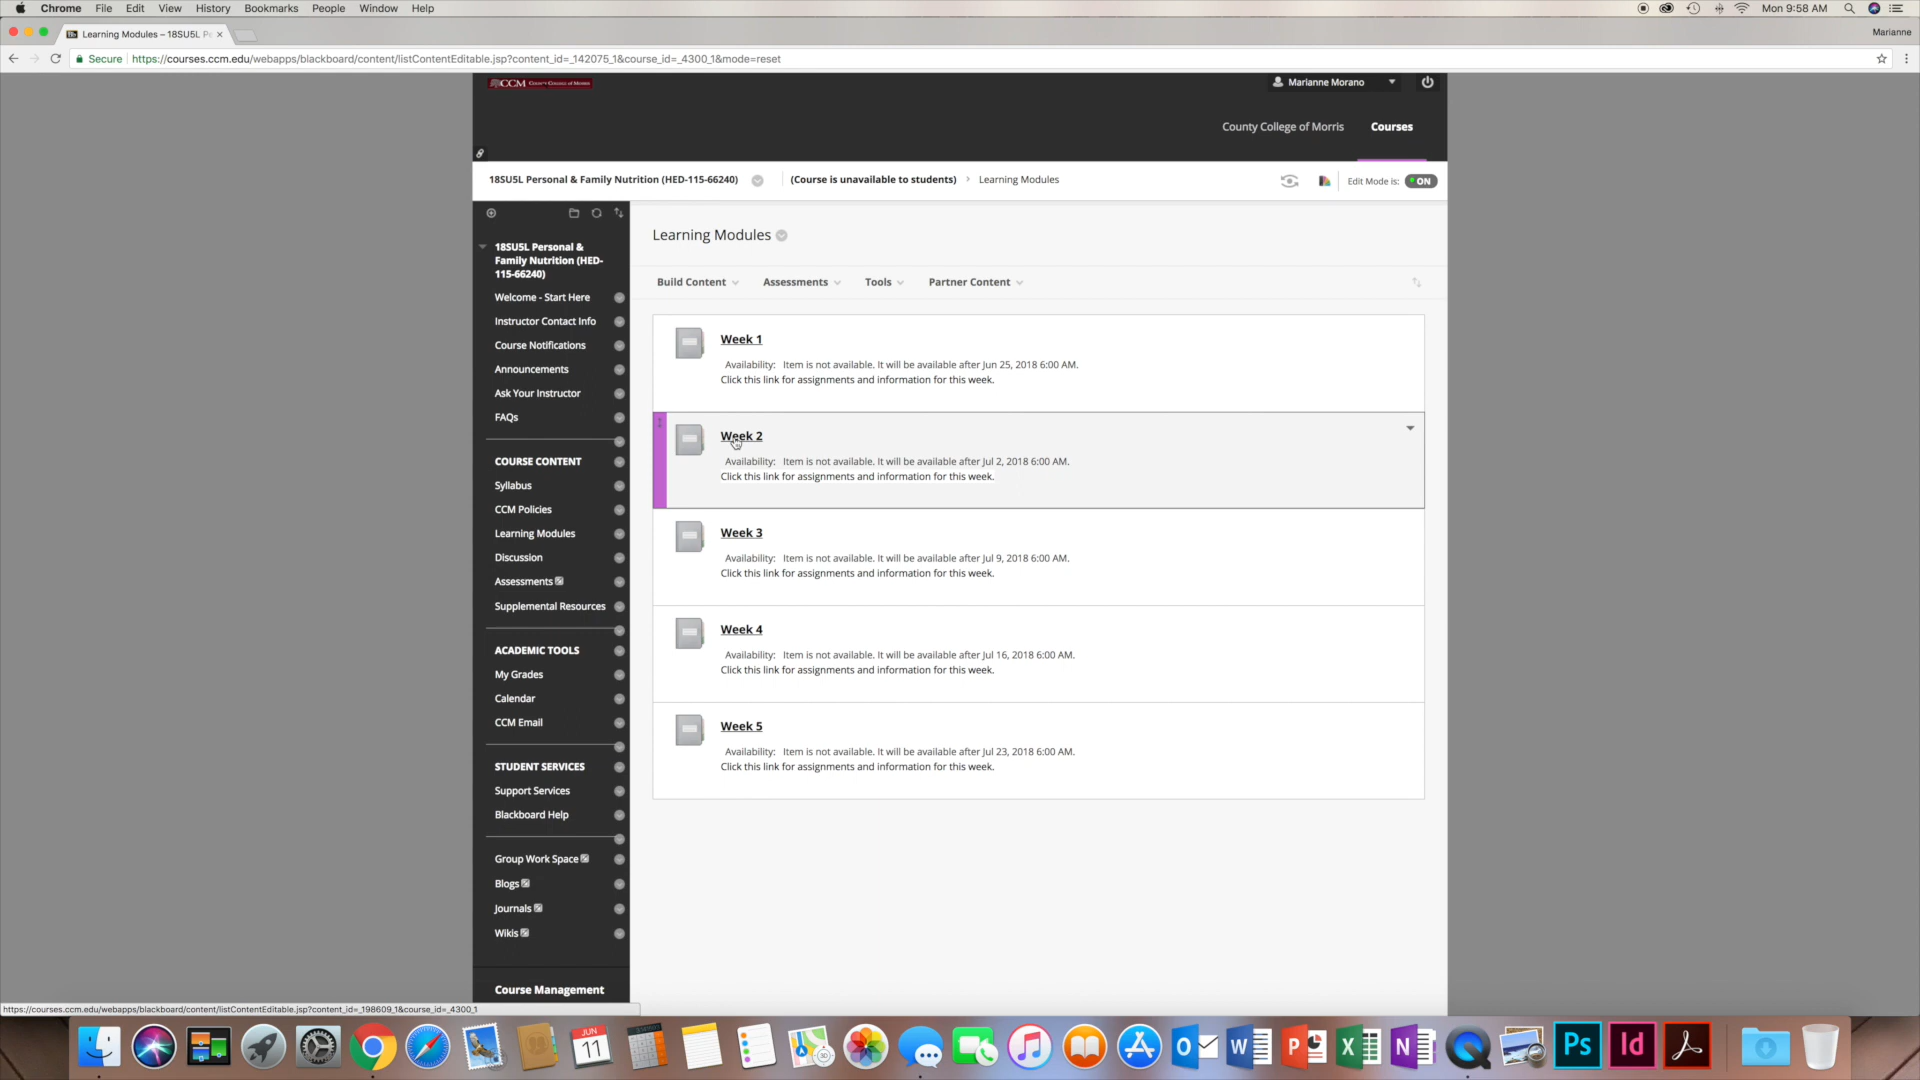 Chrome File Edit View History Bookmarks People Window Help
Mon 9:58 AM
Learning Modules – 18SU5L P
Marianne
Secure https://courses.ccm.edu/webapps/blackboard/content/listContentEditable.jsp?content_id=_142075_1&course_id=_4300_1&mode=reset
CCM County College of Morris
Marianne Morano
County College of Morris Courses
18SU5L Personal & Family Nutrition (HED-115-66240) (Course is unavailable to students) > Learning Modules
Edit Mode is: ON
18SU5L Personal &
Family Nutrition (HED-
115-66240)
Welcome - Start Here
Instructor Contact Info
Course Notifications
Announcements
Ask Your Instructor
FAQs
COURSE CONTENT
Syllabus
CCM Policies
Learning Modules
Discussion
Assessments
Supplemental Resources
ACADEMIC TOOLS
My Grades
Calendar
CCM Email
STUDENT SERVICES
Support Services
Blackboard Help
Group Work Space
Blogs
Journals
Wikis
Course Management
Learning Modules
Build Content Assessments Tools Partner Content
Week 1
Availability: Item is not available. It will be available after Jun 25, 2018 6:00 AM.
Click this link for assignments and information for this week.
Week 2
Availability: Item is not available. It will be available after Jul 2, 2018 6:00 AM.
Click this link for assignments and information for this week.
Week 3
Availability: Item is not available. It will be available after Jul 9, 2018 6:00 AM.
Click this link for assignments and information for this week.
Week 4
Availability: Item is not available. It will be available after Jul 16, 2018 6:00 AM.
Click this link for assignments and information for this week.
Week 5
Availability: Item is not available. It will be available after Jul 23, 2018 6:00 AM.
Click this link for assignments and information for this week.
https://courses.ccm.edu/webapps/blackboard/content/listContentEditable.jsp?content_id=_198609_1&course_id=_4300_1
JUN
11
Ps
Id